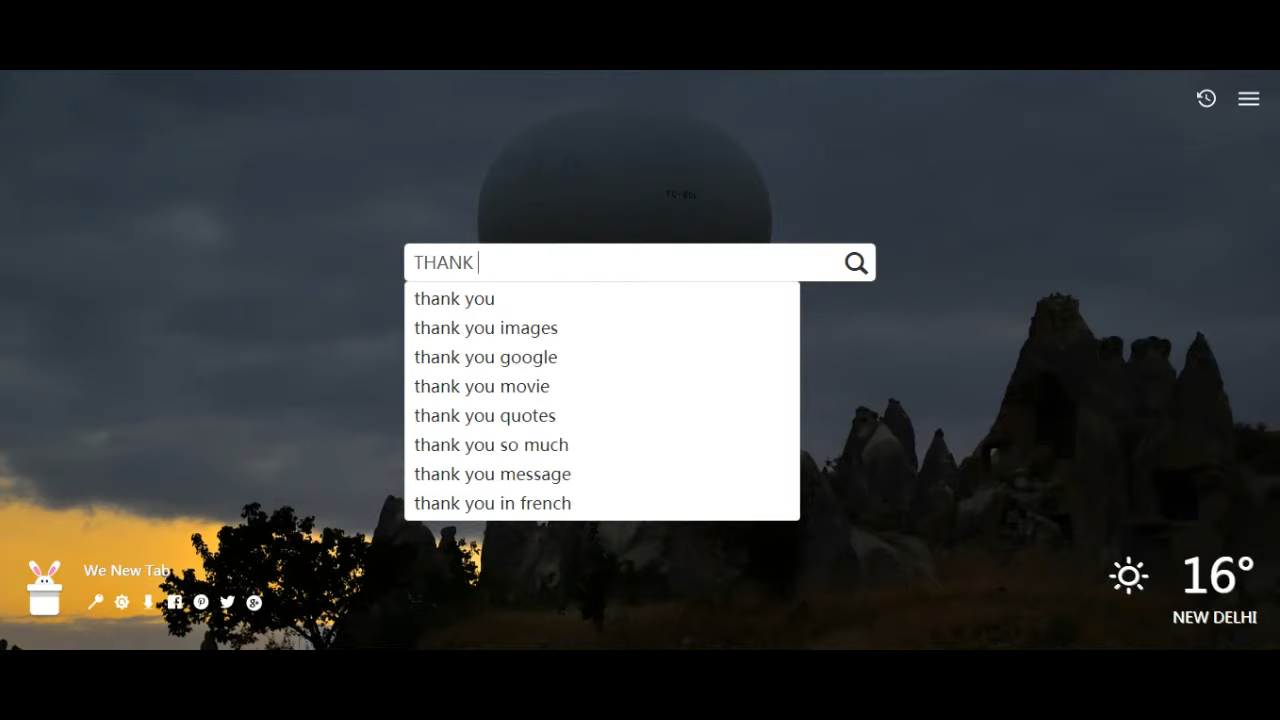 THANK
thank you
thank you images
thank you google
thank you movie
thank you quotes
thank you so much
thank you message
thank you in french
We New Tab
16°
NEW DELHI